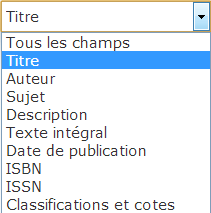 Titre
Tous les champs
Titre
Auteur
Sujet
Description
Texte intégral
Date de publication
ISBN
ISSN
Classifications et cotes